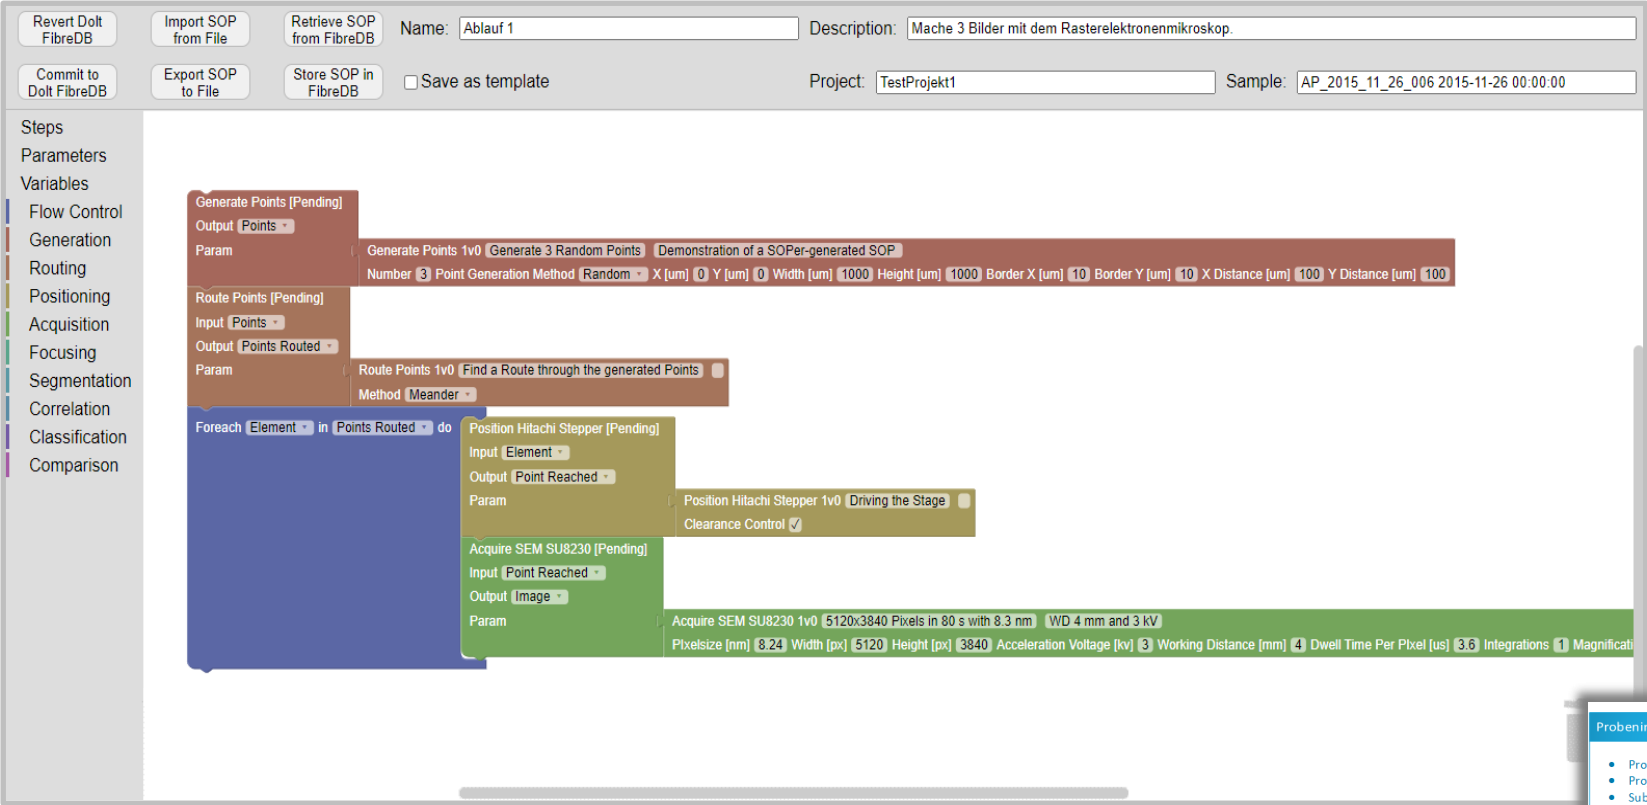 Revert Dolt FibreDB
Import SOP from File
Retrieve SOP from FibreDB
Name: Ablauf 1
Description: Mache 3 Bilder mit dem Rasterelektronenmikroskop.
Commit to Dolt FibreDB
Export SOP to File
Store SOP in FibreDB
Save as template
Project: TestProjekt1
Sample: AP_2015_11_26_006 2015-11-26 00:00:00
Steps
Parameters
Variables
Flow Control
Generation
Routing
Positioning
Acquisition
Focusing
Segmentation
Correlation
Classification
Comparison
Generate Points [Pending]
Output Points
Param
Generate Points 1v0 Generate 3 Random Points Demonstration of a SOPer-generated SOP
Number 3 Point Generation Method Random X [um] 0 Y [um] 0 Width [um] 1000 Height [um] 1000 Border X [um] 10 Border Y [um] 10 X Distance [um] 100 Y Distance [um] 100
Route Points [Pending]
Input Points
Output Points Routed
Param
Route Points 1v0 Find a Route through the generated Points
Method Meander
Foreach Element in Points Routed do
Position Hitachi Stepper [Pending]
Input Element
Output Point Reached
Param
Position Hitachi Stepper 1v0 Driving the Stage
Clearance Control ✓
Acquire SEM SU8230 [Pending]
Input Point Reached
Output Image
Param
Acquire SEM SU8230 1v0 5120x3840 Pixels in 80 s with 8.3 nm WD 4 mm and 3 kV
PIxelsize [nm] 8.24 Width [px] 5120 Height [px] 3840 Acceleration Voltage [kv] 3 Working Distance [mm] 4 Dwell Time Per PIxel [us] 3.6 Integrations 1 Magnificati
Probenin
• Pro
• Pro
• Sub